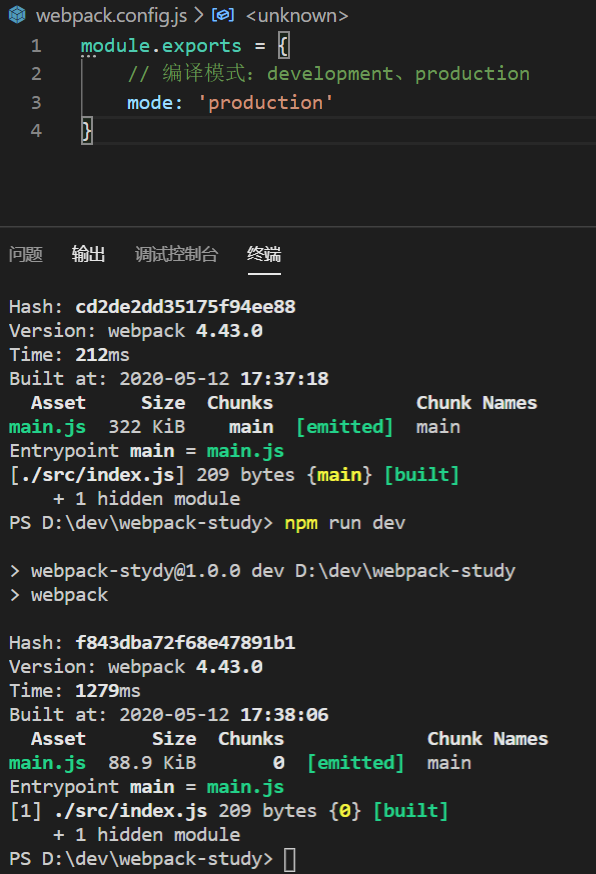 webpack.config.js > <unknown>
1 module.exports = {
2 // 编译模式: development、production
3 mode: 'production'
4 }
问题 输出 调试控制台 终端
Hash: cd2de2dd35175f94ee88
Version: webpack 4.43.0
Time: 212ms
Built at: 2020-05-12 17:37:18
Asset Size Chunks Chunk Names
main.js 322 KiB main [emitted] main
Entrypoint main = main.js
[./src/index.js] 209 bytes {main} [built]
+ 1 hidden module
PS D:\dev\webpack-study> npm run dev
> webpack-stydy@1.0.0 dev D:\dev\webpack-study
> webpack
Hash: f843dba72f68e47891b1
Version: webpack 4.43.0
Time: 1279ms
Built at: 2020-05-12 17:38:06
Asset Size Chunks Chunk Names
main.js 88.9 KiB 0 [emitted] main
Entrypoint main = main.js
[1] ./src/index.js 209 bytes {0} [built]
+ 1 hidden module
PS D:\dev\webpack-study>